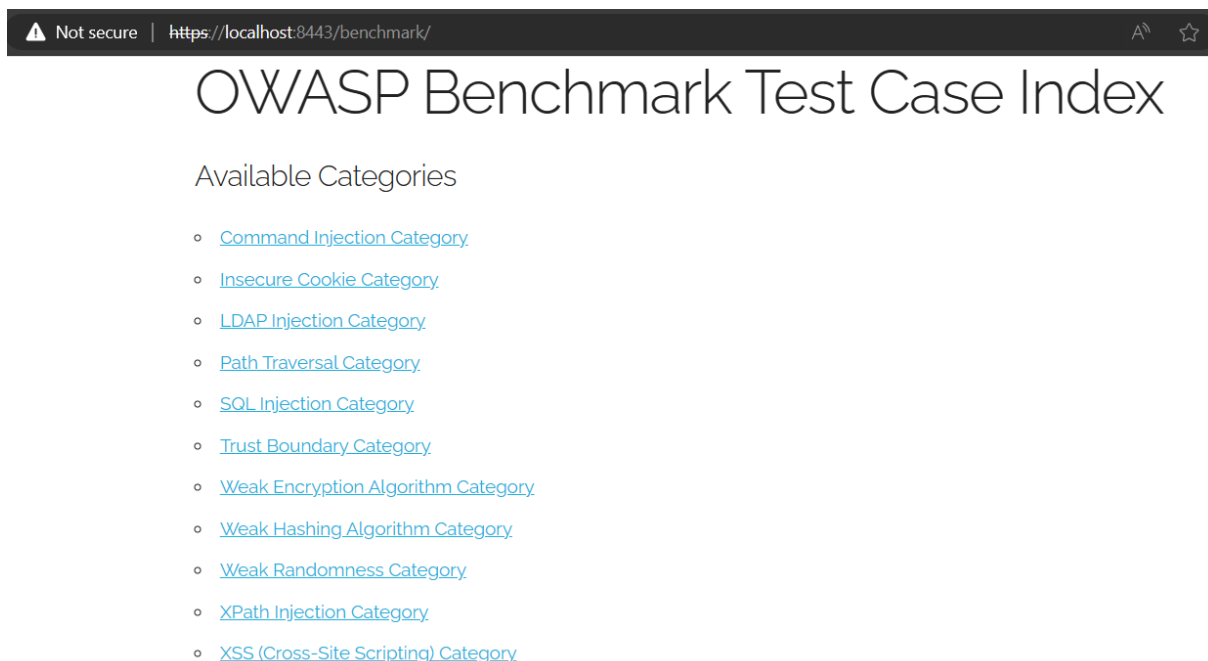 Not secure | https://localhost:8443/benchmark/ A
OWASP Benchmark Test Case Index
Available Categories
Command Injection Category
Insecure Cookie Category
LDAP Injection Category
Path Traversal Category
SQL Injection Category
Trust Boundary Category
Weak Encryption Algorithm Category
Weak Hashing Algorithm Category
Weak Randomness Category
XPath Injection Category
XSS (Cross-Site Scripting) Category